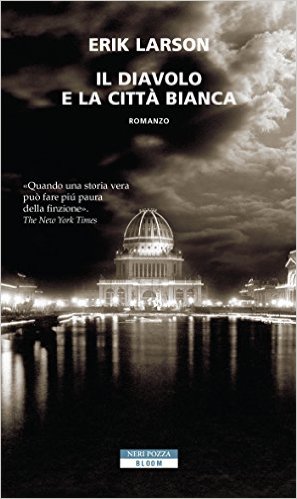 ERIK LARSON
IL DIAVOLO
E LA CITTÀ BIANCA
ROMANZO
«Quando una storia vera
può fare piú paura
della finzione».
The New York Times
NERI POZZA
BLOOM